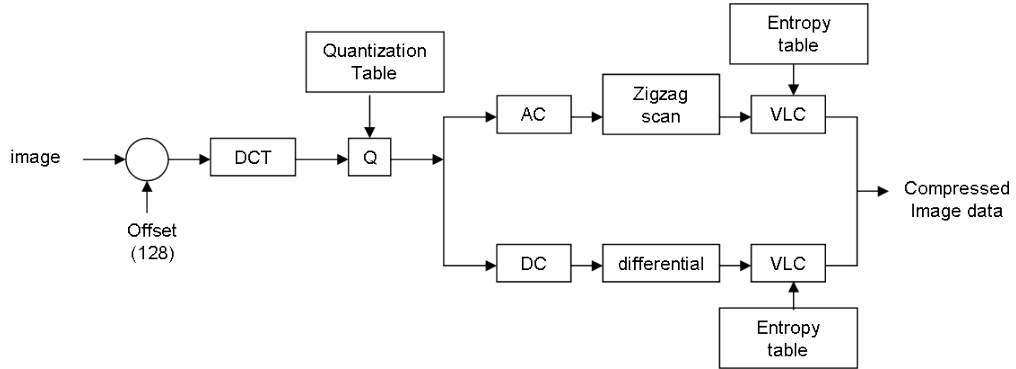 Quantization
Table
Entropy
table
image
DCT
Q
AC
Zigzag
scan
VLC
Offset
(128)
DC
differential
VLC
Entropy
table
Compressed
Image data